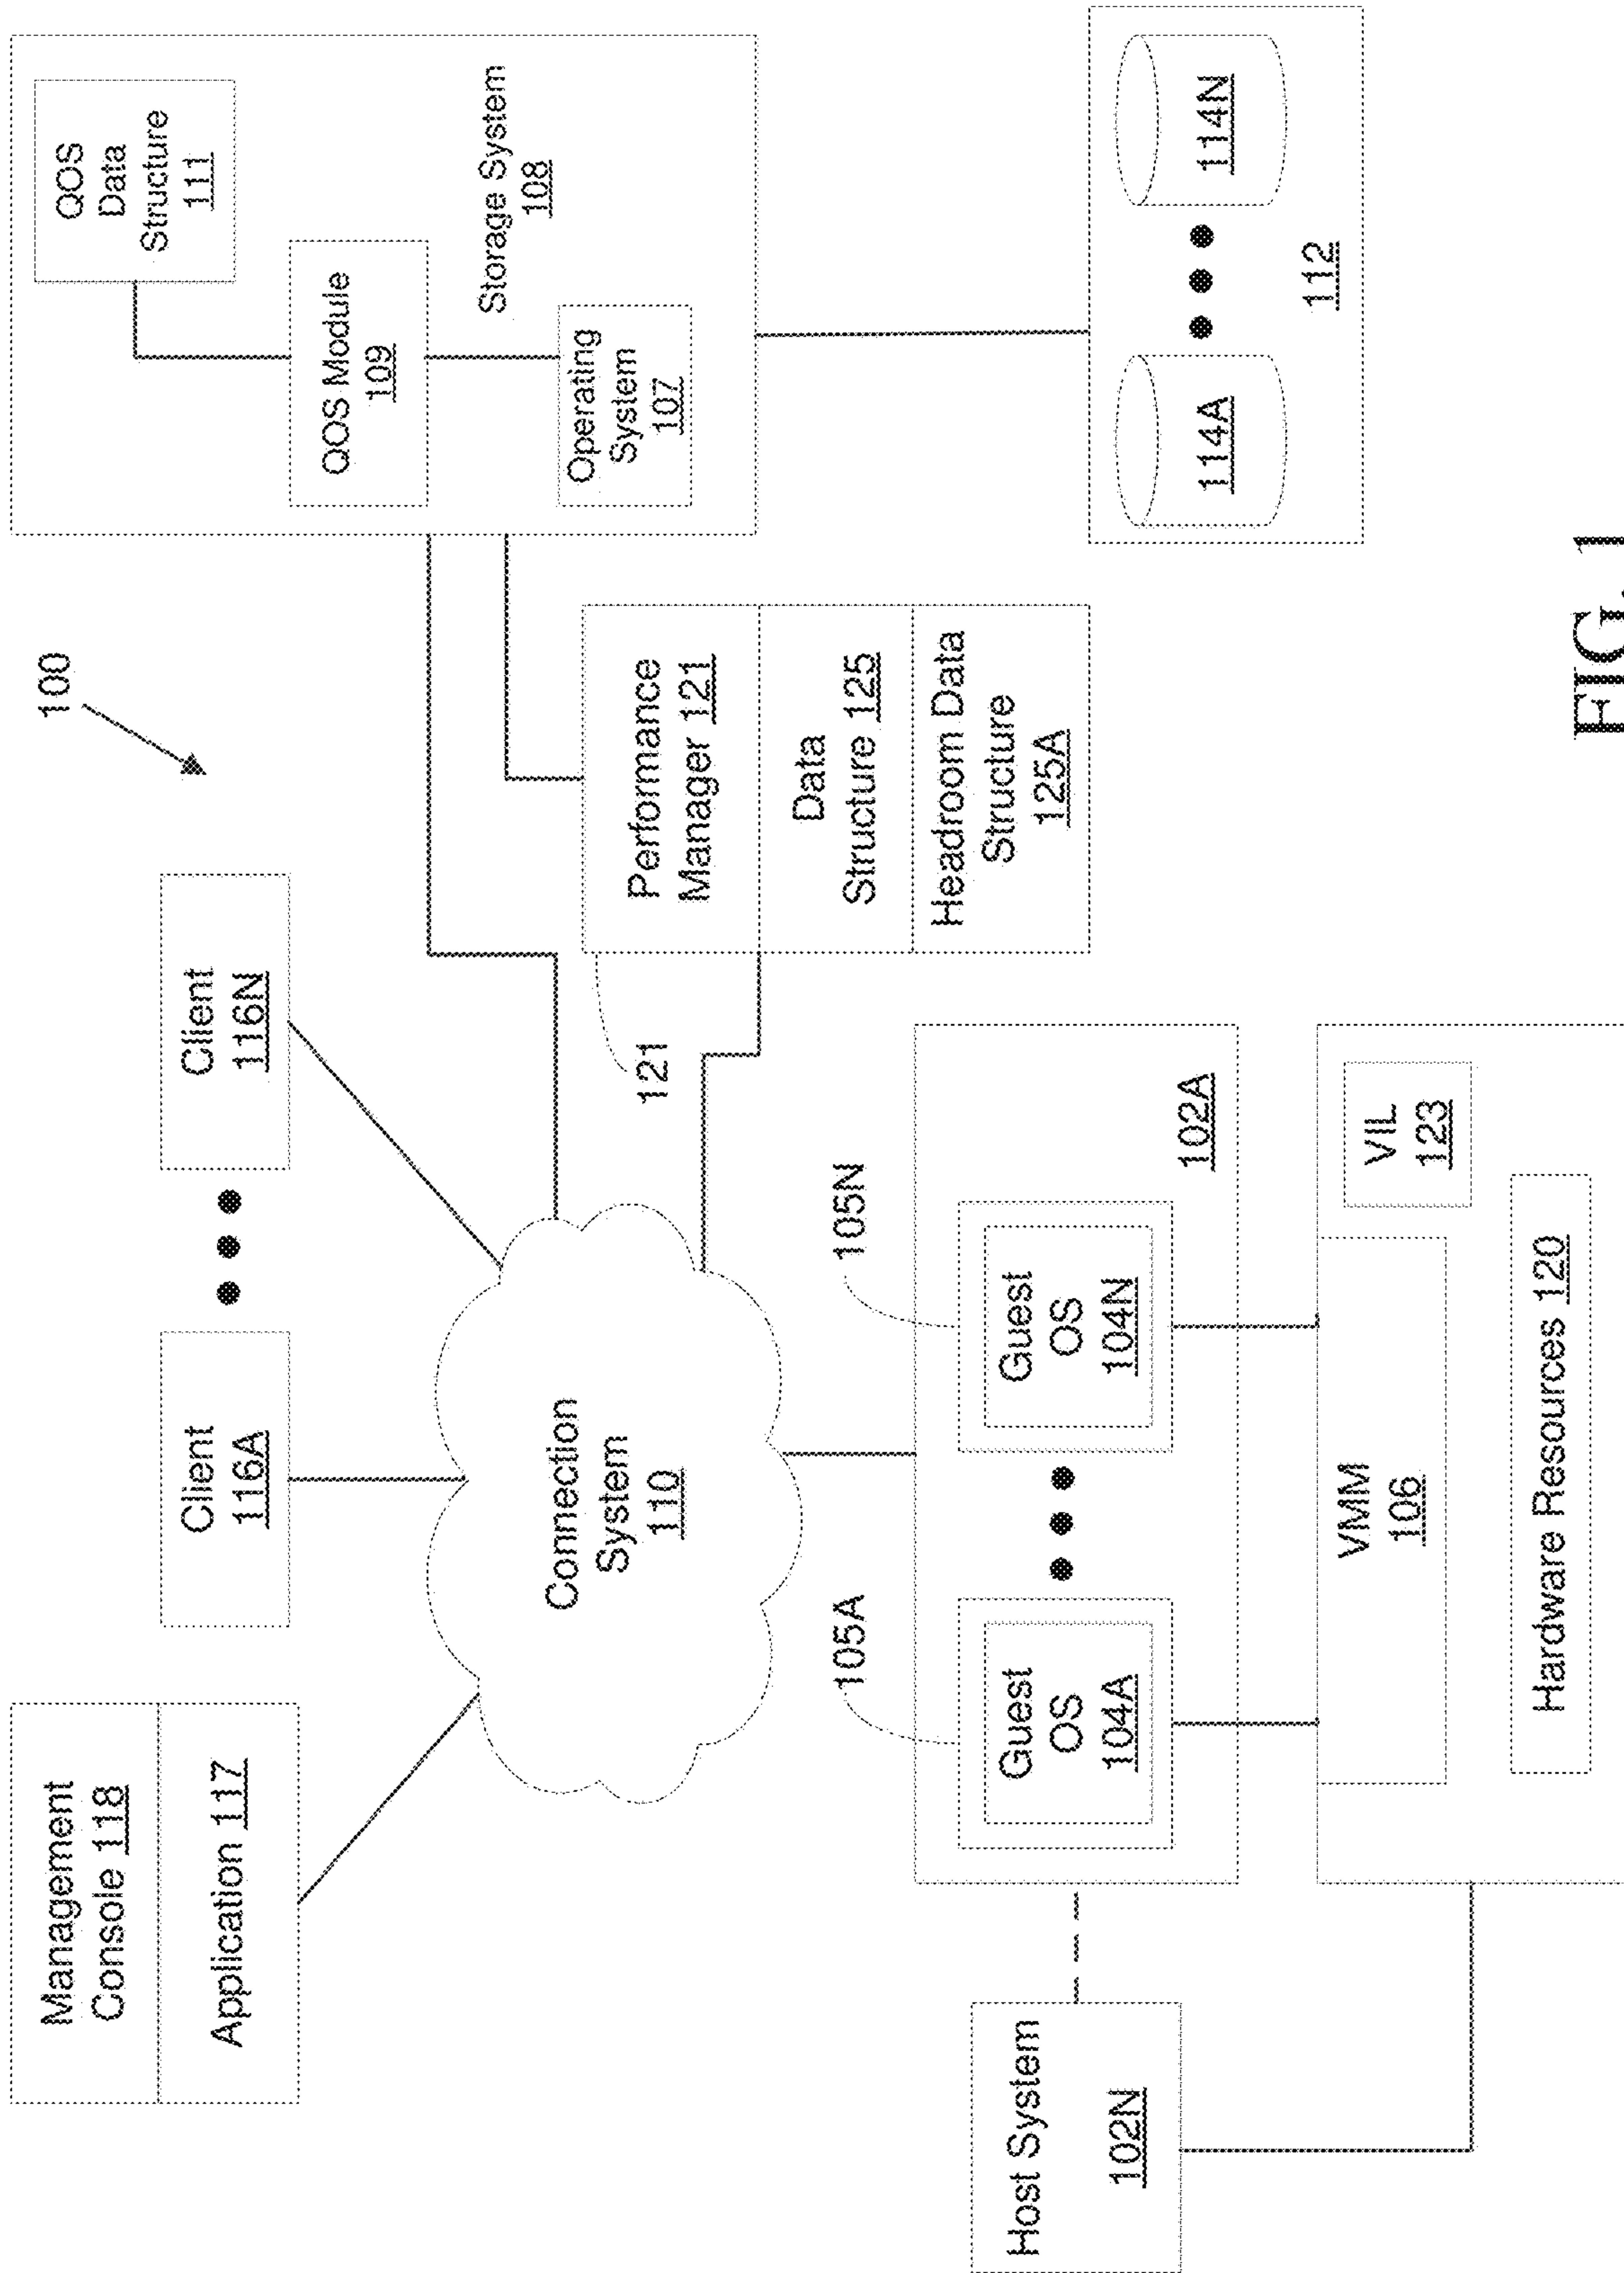 100
Management
Console 118
Application 117
Client
116A
Client
116N
QOS
Data
Structure
111
QOS Module
109
Storage System
108
Operating
System
107
Connection
System
110
Performance
Manager 121
Data
Structure 125
Headroom Data
Structure
125A
121
114A
114N
112
Host System
102N
105A
105N
Guest
OS
104A
Guest
OS
104N
102A
VMM
106
VIL
123
Hardware Resources 120
FIG. 1